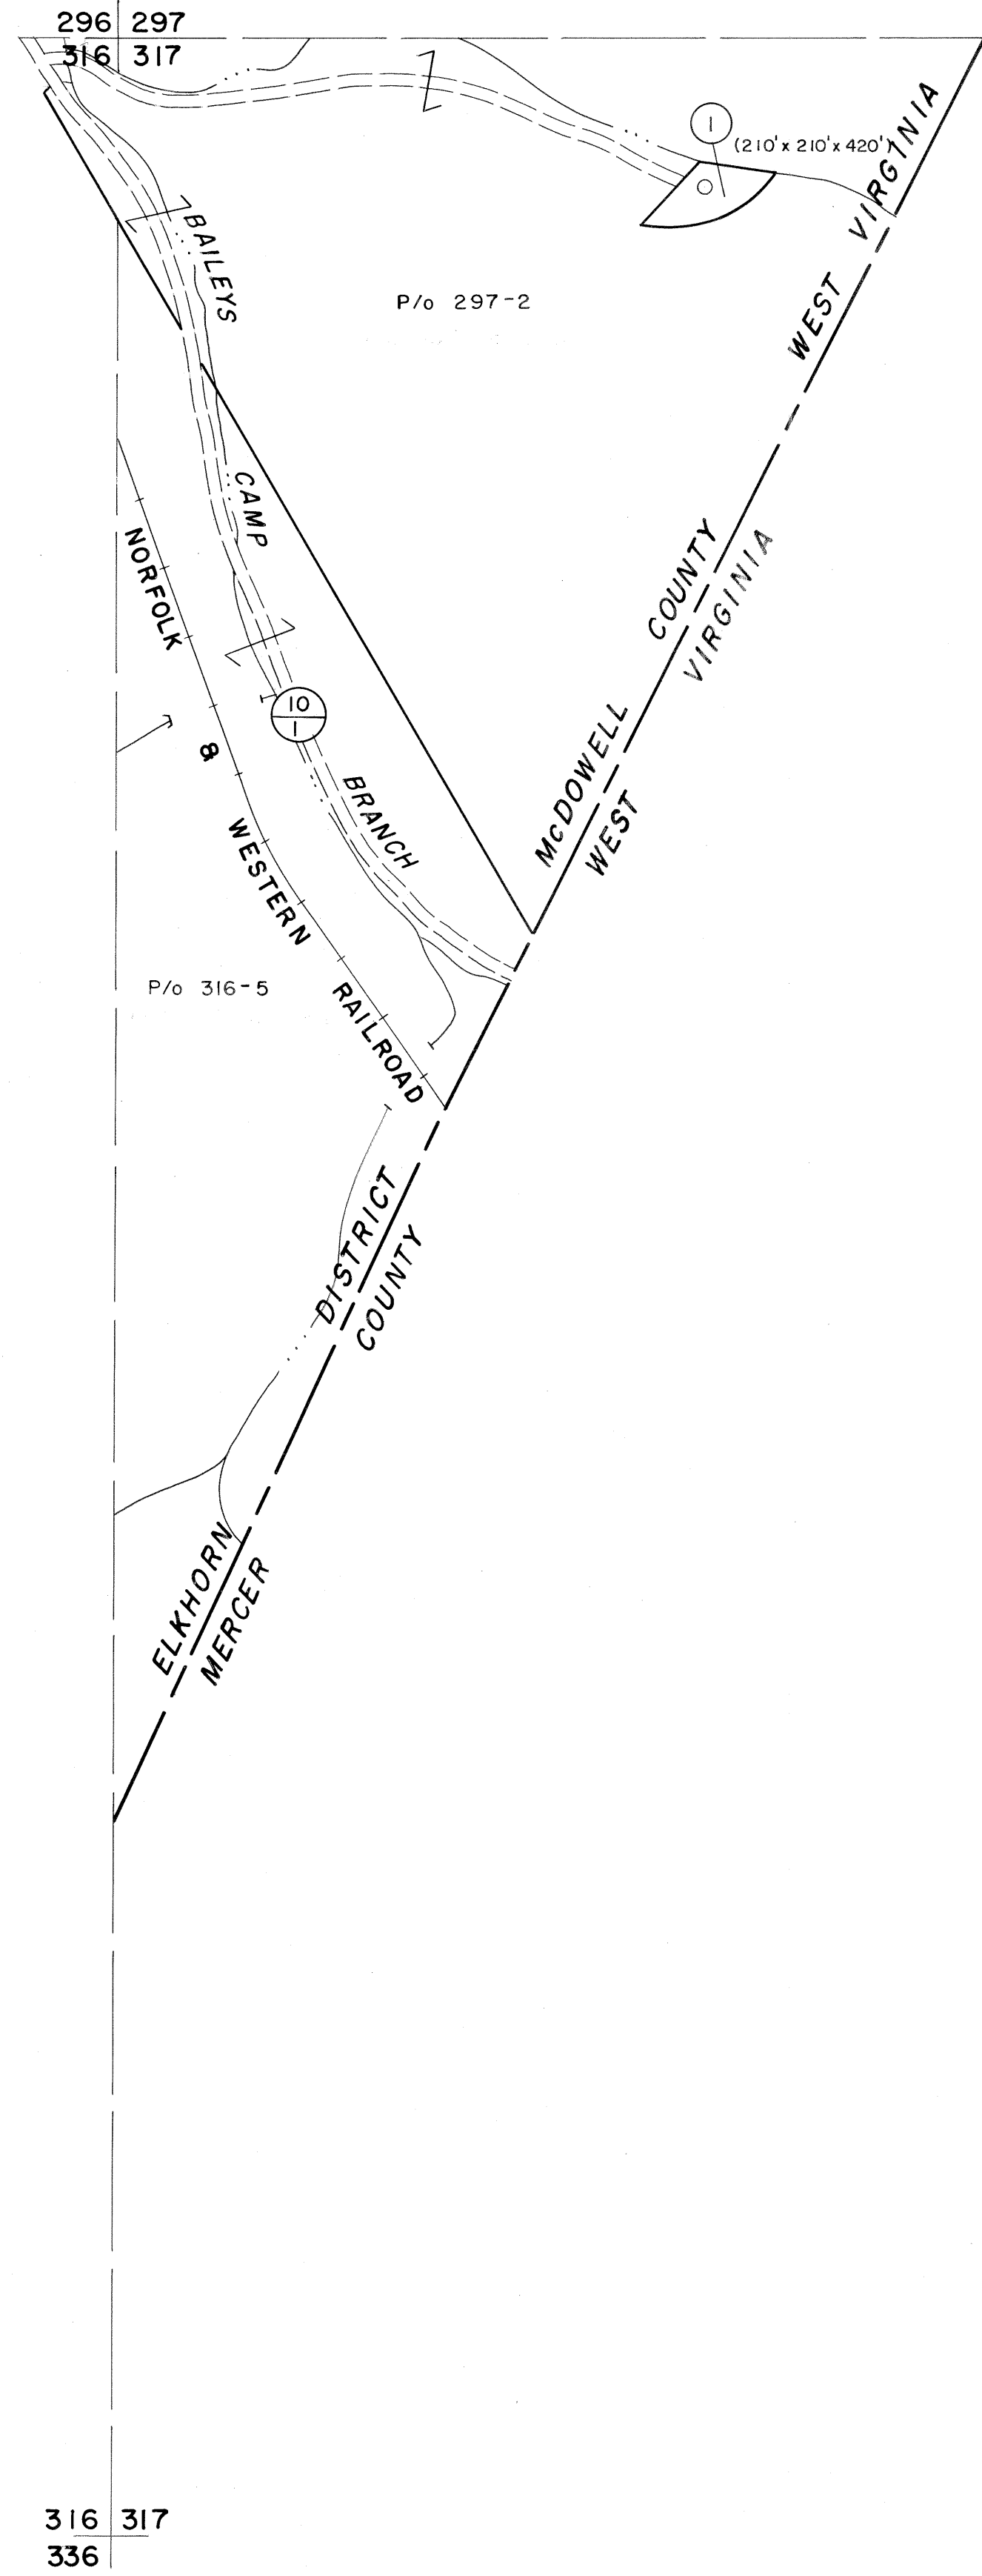 296 297
316 317
1
(210' x 210' x 420')
P/o 297-2
BAILEYS CAMP BRANCH
10
1
NORFOLK & WESTERN RAILROAD
P/o 316-5
ELKHORN DISTRICT McDOWELL COUNTY WEST VIRGINIA
MERCER COUNTY WEST VIRGINIA
316 317
336